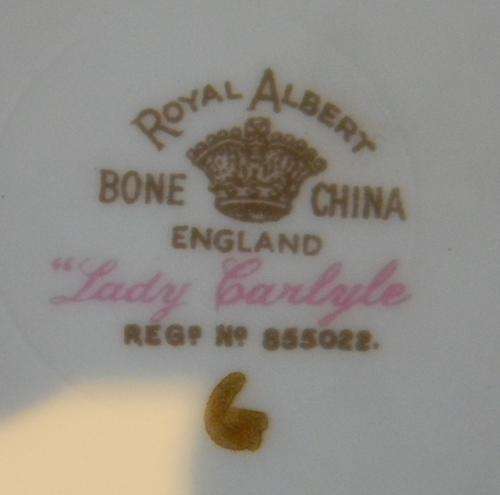 ROYAL ALBERT
BONE CHINA
ENGLAND
"Lady Carlyle
REGD No 855022.